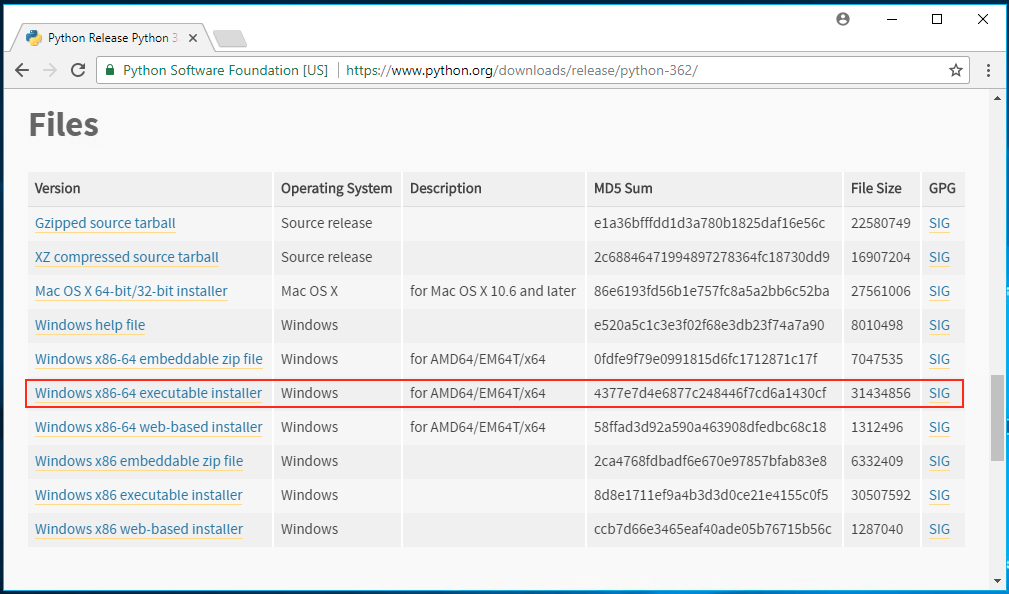 Python Release Python 3
Python Software Foundation [US] https://www.python.org/downloads/release/python-362/
Files
Version Operating System Description MD5 Sum File Size GPG
Gzipped source tarball Source release e1a36bfffdd1d3a780b1825daf16e56c 22580749 SIG
XZ compressed source tarball Source release 2c68846471994897278364fc18730dd9 16907204 SIG
Mac OS X 64-bit/32-bit installer Mac OS X for Mac OS X 10.6 and later 86e6193fd56b1e757fc8a5a2bb6c52ba 27561006 SIG
Windows help file Windows e520a5c1c3e3f02f68e3db23f74a7a90 8010498 SIG
Windows x86-64 embeddable zip file Windows for AMD64/EM64T/x64 0fdfe9f79e0991815d6fc1712871c17f 7047535 SIG
Windows x86-64 executable installer Windows for AMD64/EM64T/x64 4377e7d4e6877c248446f7cd6a1430cf 31434856 SIG
Windows x86-64 web-based installer Windows for AMD64/EM64T/x64 58ffad3d92a590a463908dfedbc68c18 1312496 SIG
Windows x86 embeddable zip file Windows 2ca4768fdbadf6e670e97857bfab83e8 6332409 SIG
Windows x86 executable installer Windows 8d8e1711ef9a4b3d3d0ce21e4155c0f5 30507592 SIG
Windows x86 web-based installer Windows ccb7d66e3465eaf40ade05b76715b56c 1287040 SIG